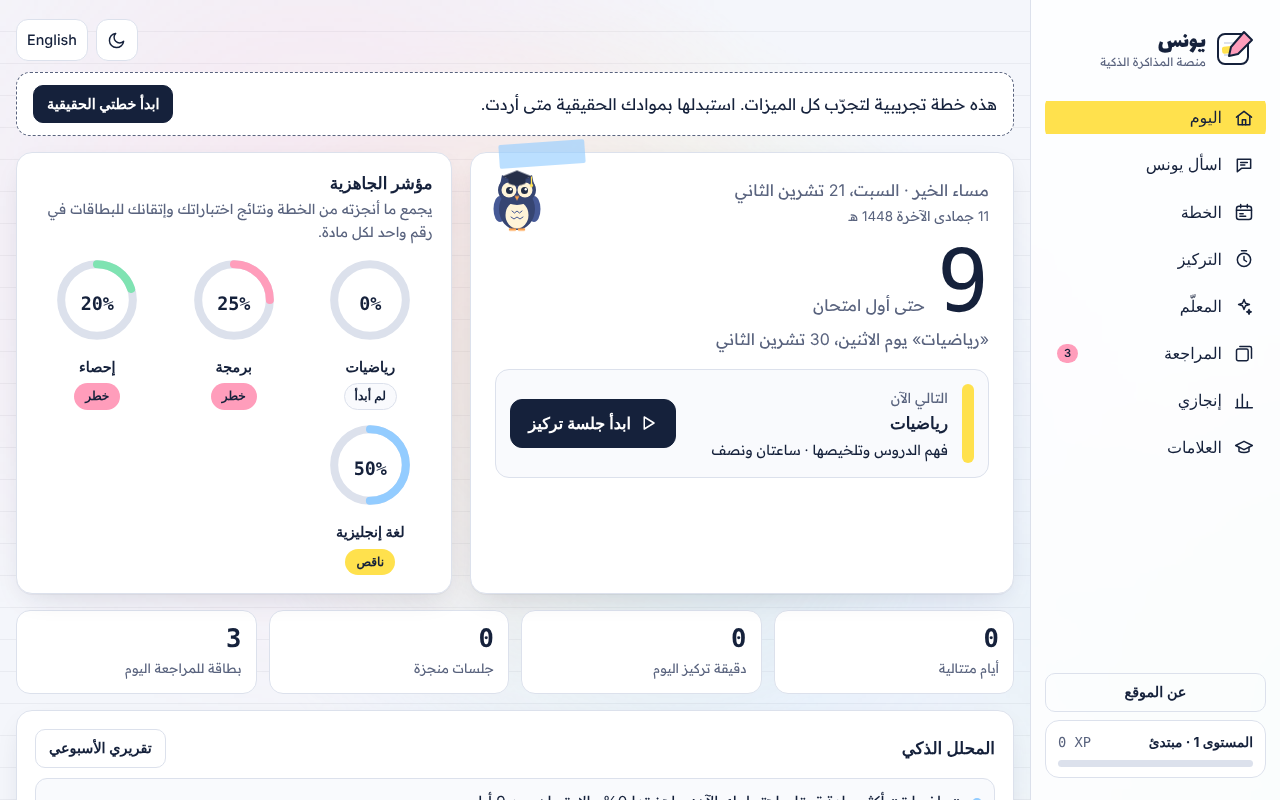 يونس
منصة المذاكرة الذكية
اليوم
اسأل يونس
الخطة
التركيز
المعلّم
المراجعة
3
إنجازي
العلامات
عن الموقع
المستوى 1 · مبتدئ
0 XP
English
هذه خطة تجريبية لتجرّب كل الميزات. استبدلها بموادك الحقيقية متى أردت.
ابدأ خطتي الحقيقية
مساء الخير · السبت، 21 تشرين الثاني
11 جمادى الآخرة 1448 هـ
9
حتى أول امتحان
«رياضيات» يوم الاثنين، 30 تشرين الثاني
التالي الآن
رياضيات
فهم الدروس وتلخيصها · ساعتان ونصف
ابدأ جلسة تركيز
مؤشر الجاهزية
يجمع ما أنجزته من الخطة ونتائج اختباراتك وإتقانك للبطاقات في
رقم واحد لكل مادة.
0%
رياضيات
لم أبدأ
25%
برمجة
خطر
20%
إحصاء
خطر
50%
لغة إنجليزية
ناقص
0
أيام متتالية
0
دقيقة تركيز اليوم
0
جلسات منجزة
3
بطاقة للمراجعة اليوم
المحلل الذكي
تقريري الأسبوعي